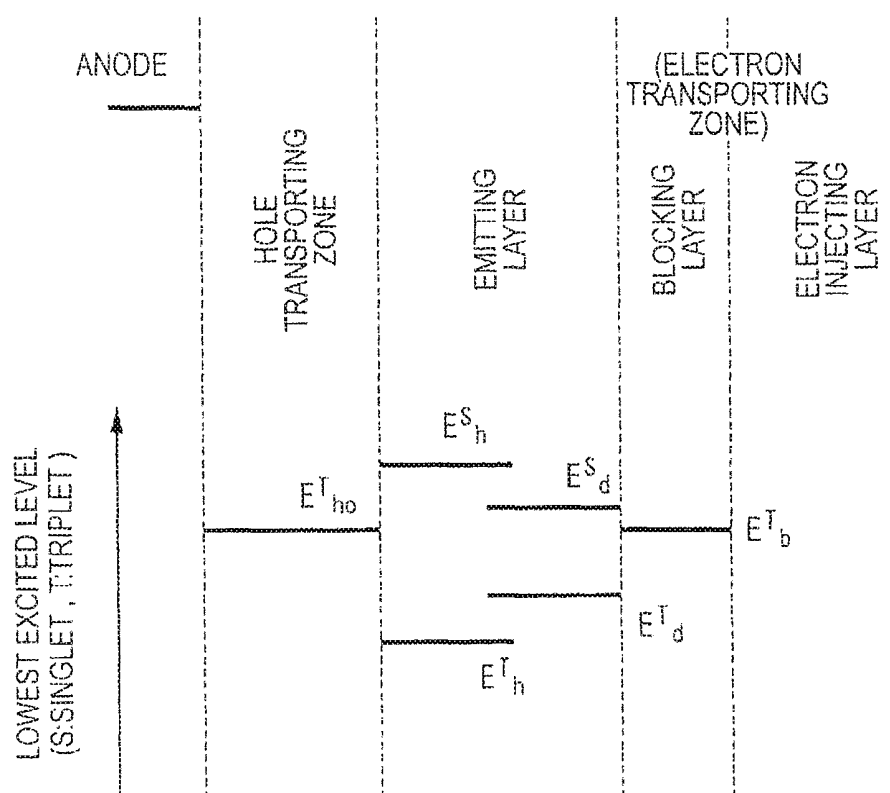 ANODE
(ELECTRON
TRANSPORTING
ZONE)
HOLE
TRANSPORTING
ZONE
EMITTING
LAYER
BLOCKING
LAYER
ELECTRON
INJECTING
LAYER
LOWEST EXCITED LEVEL
(S:SINGLET, T:TRIPLET)
E^S_h
E^S_d
E^T_ho
E^T_b
E^T_d
E^T_h